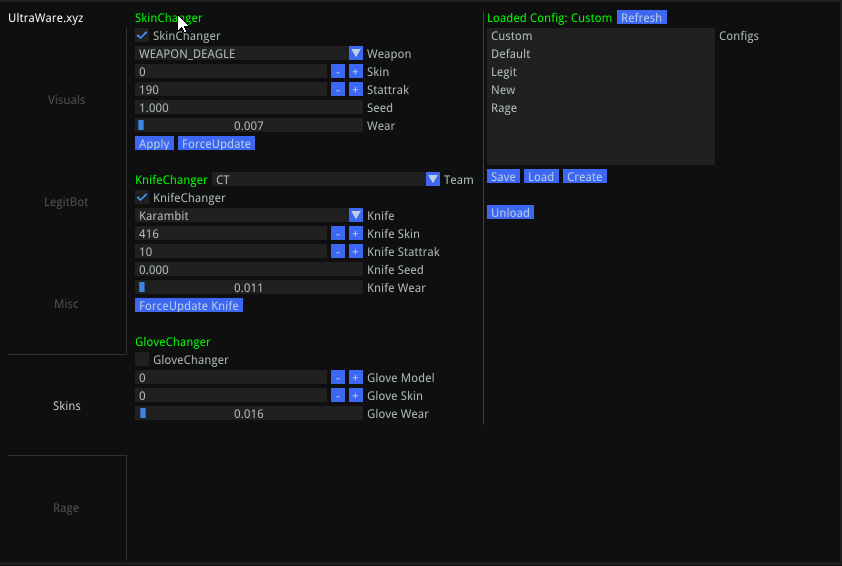 UltraWare.xyz
Visuals
LegitBot
Misc
Skins
Rage
SkinChanger
SkinChanger
WEAPON_DEAGLE Weapon
0 - + Skin
190 - + Stattrak
1.000 Seed
0.007 Wear
Apply ForceUpdate
KnifeChanger CT Team
KnifeChanger
Karambit Knife
416 - + Knife Skin
10 - + Knife Stattrak
0.000 Knife Seed
0.011 Knife Wear
ForceUpdate Knife
GloveChanger
GloveChanger
0 - + Glove Model
0 - + Glove Skin
0.016 Glove Wear
Loaded Config: Custom Refresh
Custom Configs
Default
Legit
New
Rage
Save Load Create
Unload